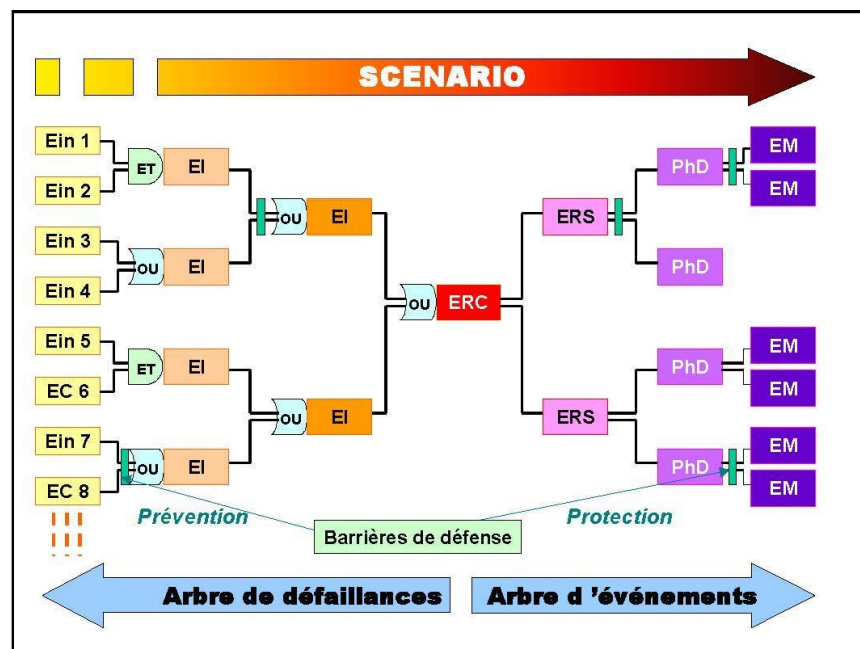 SCENARIO
Ein 1
Ein 2
ET
EI
Ein 3
Ein 4
OU
EI
OU
EI
Ein 5
EC 6
ET
EI
Ein 7
EC 8
OU
EI
OU
EI
OU
ERC
ERS
PhD
EM
EM
PhD
ERS
PhD
EM
EM
PhD
EM
EM
Prévention
Barrières de défense
Protection
Arbre de défaillances
Arbre d ’événements